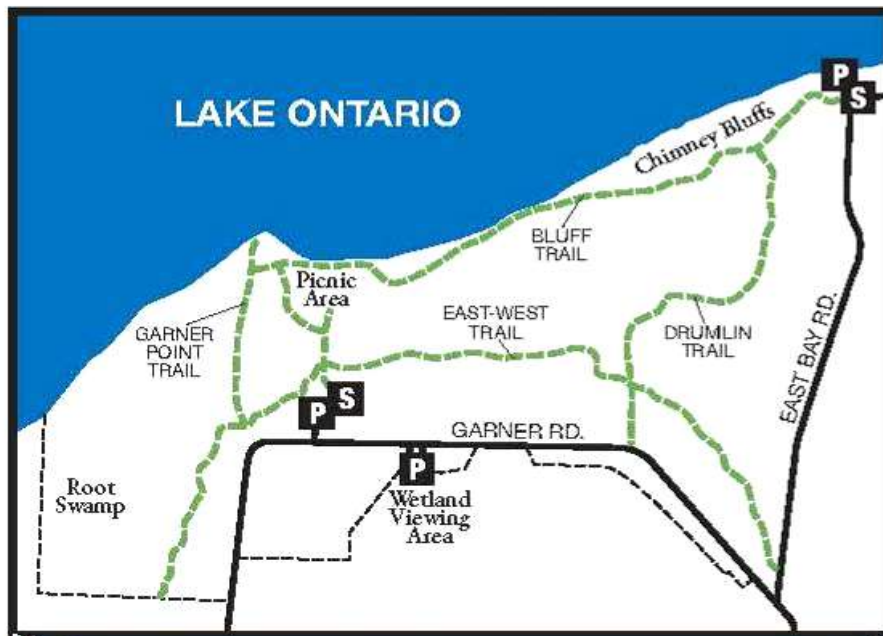 LAKE ONTARIO
P
S
Chimney Bluffs
BLUFF
TRAIL
Picnic
Area
GARNER
POINT
TRAIL
EAST-WEST
TRAIL
DRUMLIN
TRAIL
EAST BAY RD.
P
S
GARNER RD.
P
Root
Swamp
Wetland
Viewing
Area